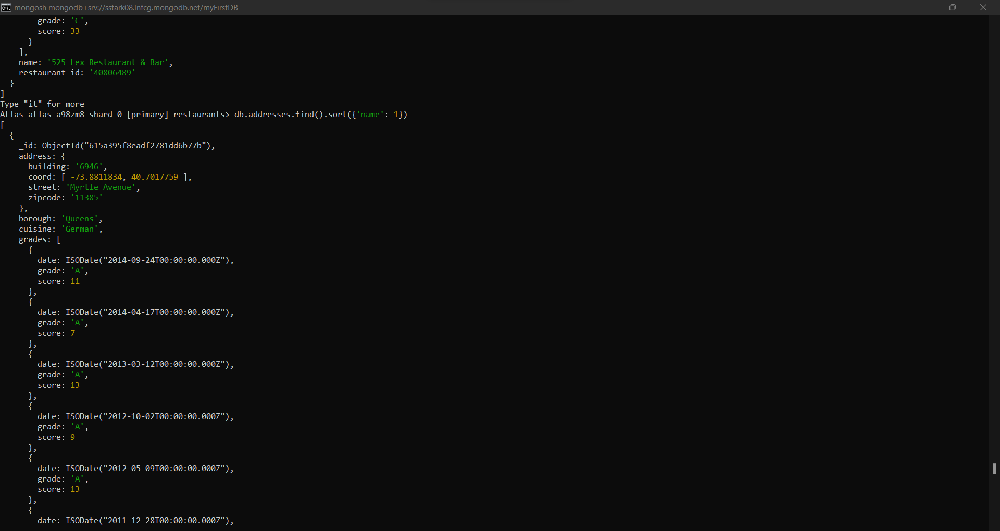 mongosh mongodb+srv://sstark08.lnfcg.mongodb.net/myFirstDB
        grade: 'C',
        score: 33
      }
    ],
    name: '525 Lex Restaurant & Bar',
    restaurant_id: '40806489'
  }
]
Type "it" for more
Atlas atlas-a98zm8-shard-0 [primary] restaurants> db.addresses.find().sort({'name':-1})
[
  {
    _id: ObjectId("615a395f8eadf2781dd6b77b"),
    address: {
      building: '6946',
      coord: [ -73.8811834, 40.7017759 ],
      street: 'Myrtle Avenue',
      zipcode: '11385'
    },
    borough: 'Queens',
    cuisine: 'German',
    grades: [
      {
        date: ISODate("2014-09-24T00:00:00.000Z"),
        grade: 'A',
        score: 11
      },
      {
        date: ISODate("2014-04-17T00:00:00.000Z"),
        grade: 'A',
        score: 7
      },
      {
        date: ISODate("2013-03-12T00:00:00.000Z"),
        grade: 'A',
        score: 13
      },
      {
        date: ISODate("2012-10-02T00:00:00.000Z"),
        grade: 'A',
        score: 9
      },
      {
        date: ISODate("2012-05-09T00:00:00.000Z"),
        grade: 'A',
        score: 13
      },
      {
        date: ISODate("2011-12-28T00:00:00.000Z"),